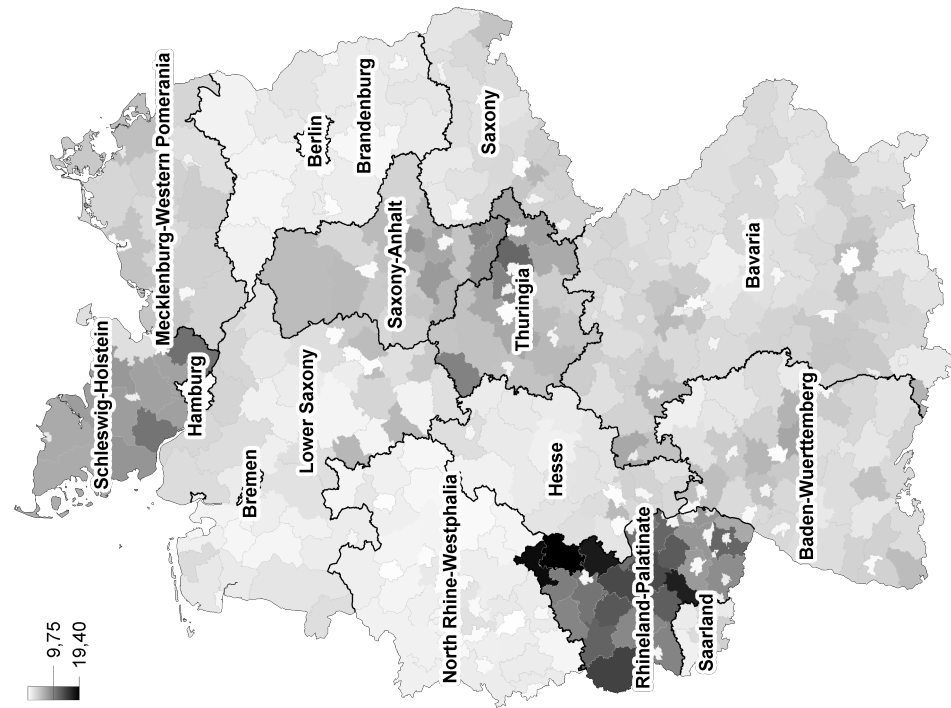 9,75
19,40
Schleswig-Holstein
Mecklenburg-Western Pomerania
Hamburg
Bremen
Lower Saxony
Berlin
Brandenburg
Saxony-Anhalt
Saxony
North Rhine-Westphalia
Hesse
Thuringia
Rhineland-Palatinate
Saarland
Baden-Wuerttemberg
Bavaria